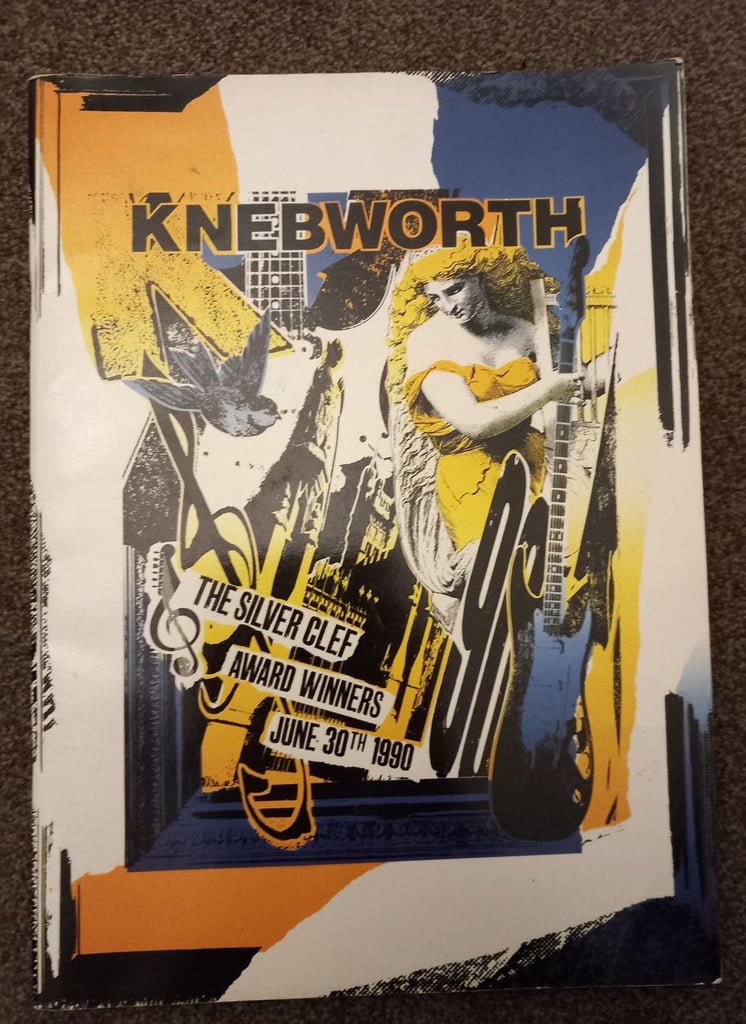 KNEBWORTH
THE SILVER CLEF
AWARD WINNERS
JUNE 30TH 1990